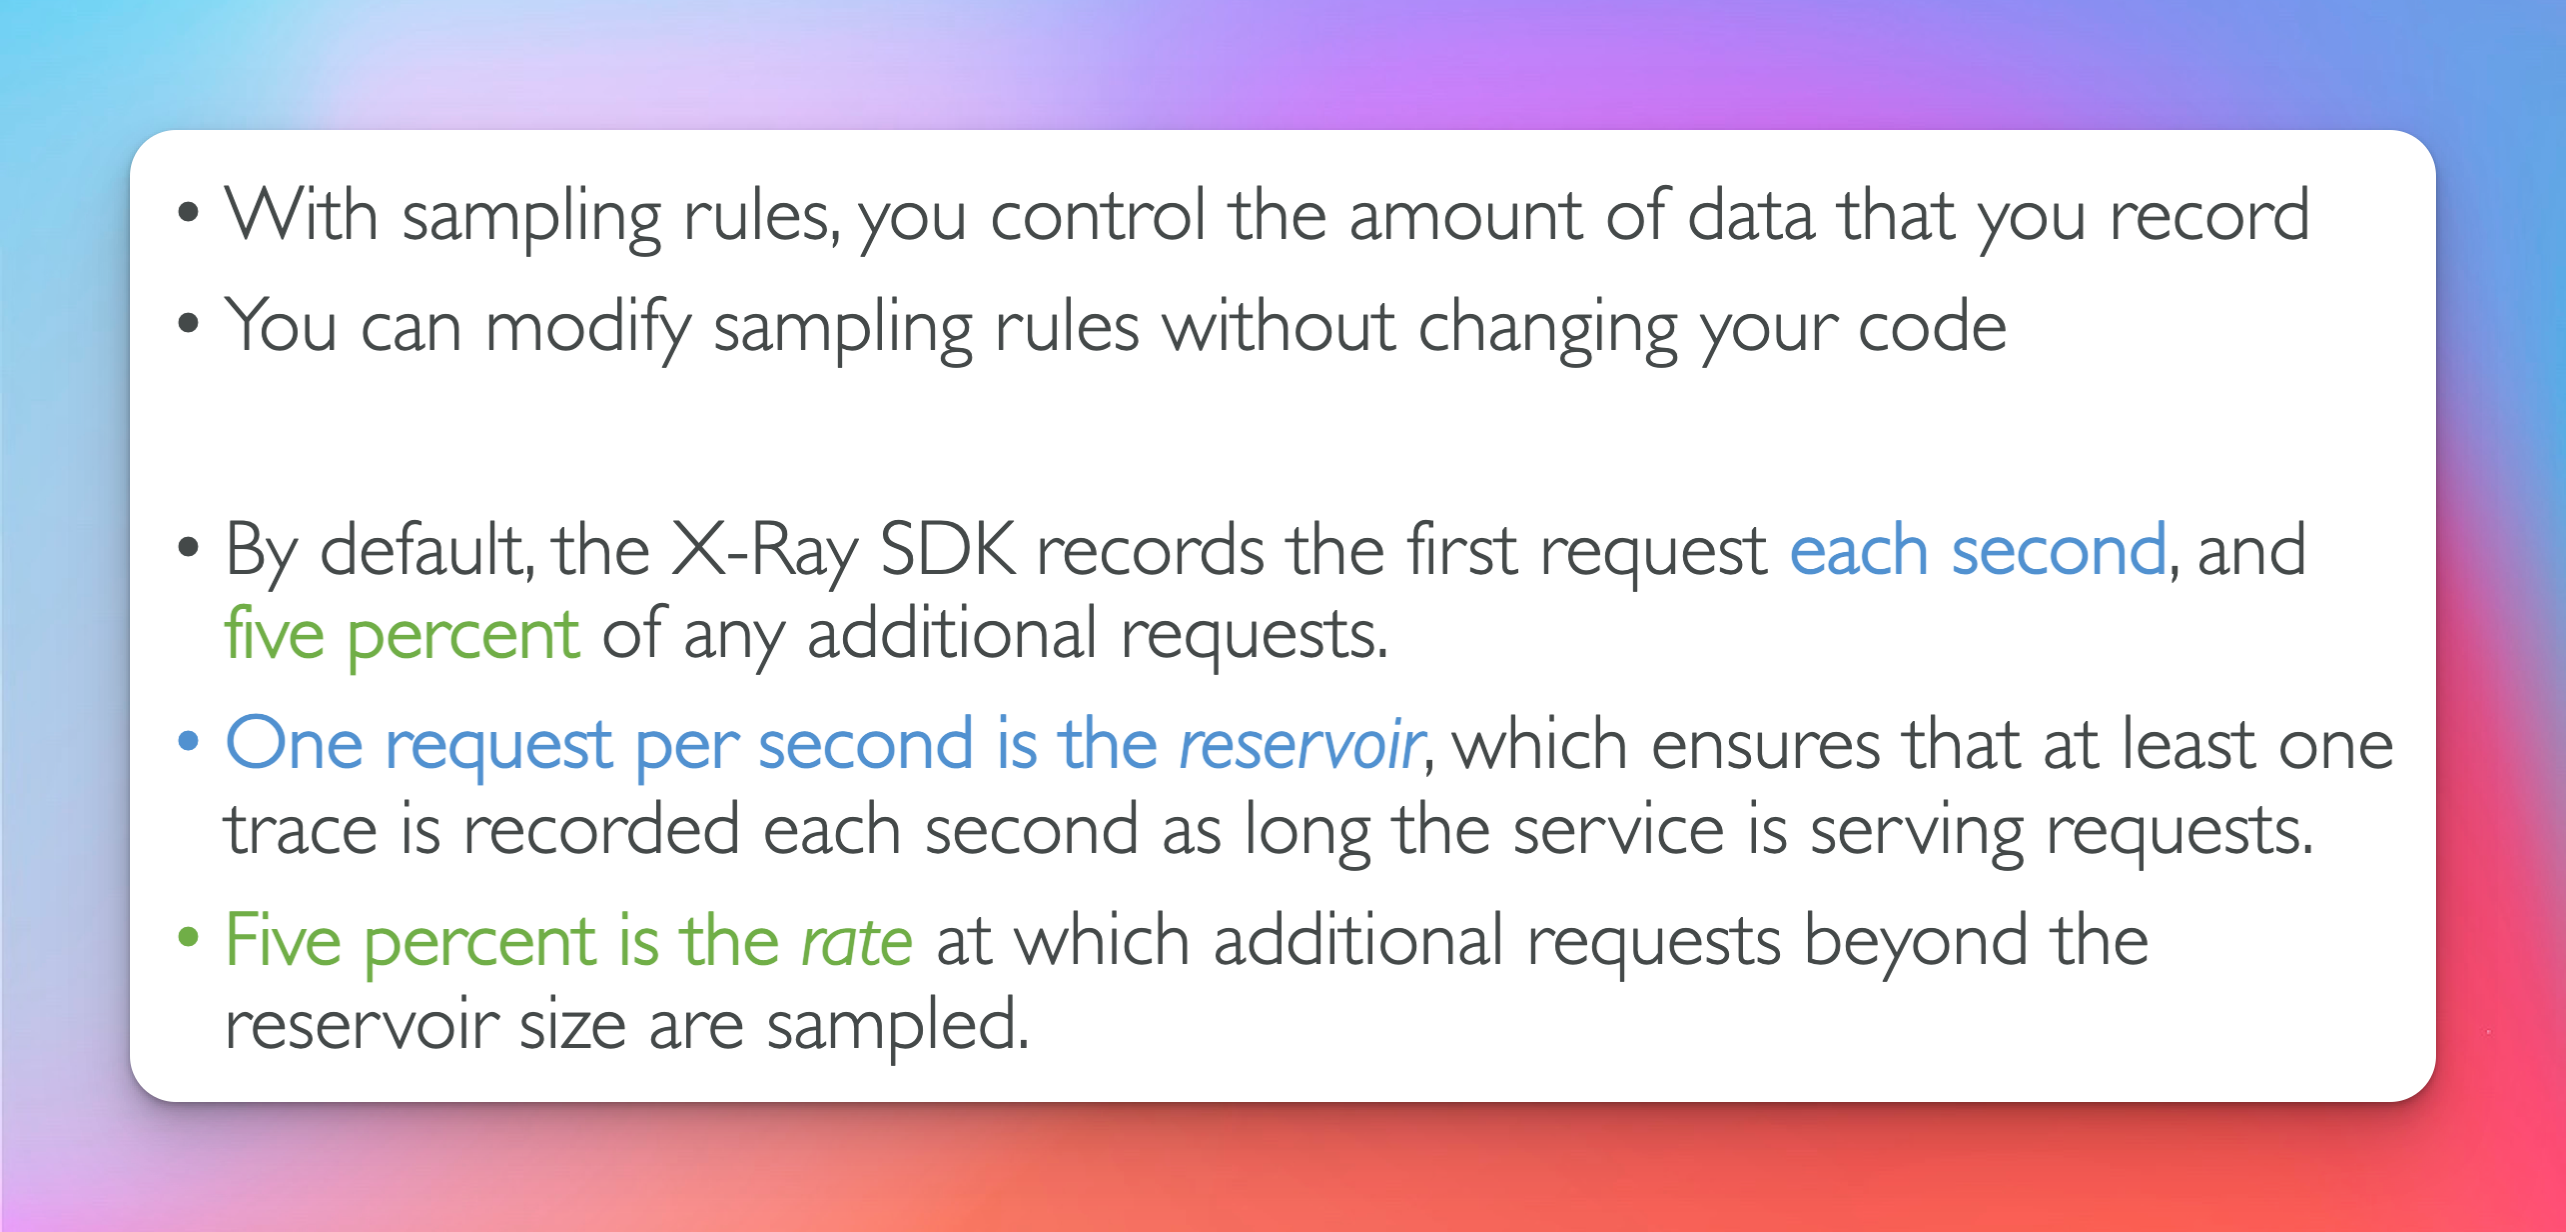 • With sampling rules, you control the amount of data that you record
• You can modify sampling rules without changing your code
• By default, the X-Ray SDK records the first request each second, and
five percent of any additional requests.
• One request per second is the reservoir, which ensures that at least one
trace is recorded each second as long the service is serving requests.
• Five percent is the rate at which additional requests beyond the
reservoir size are sampled.